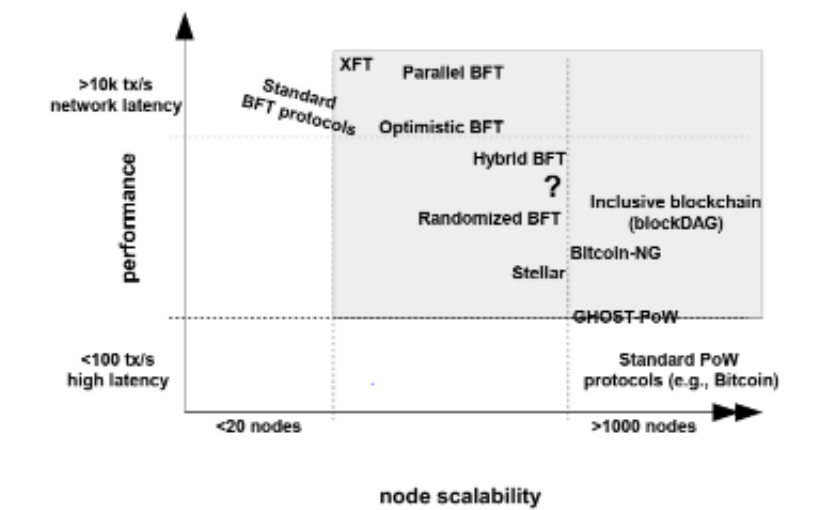 XFT
Parallel BFT
>10k tx/s
network latency
Standard
BFT protocols
Optimistic BFT
Hybrid BFT
?
performance
Inclusive blockchain
(blockDAG)
Randomized BFT
Bitcoin-NG
Stellar
GHOST-PoW
<100 tx/s
high latency
Standard PoW
protocols (e.g., Bitcoin)
<20 nodes
>1000 nodes
node scalability